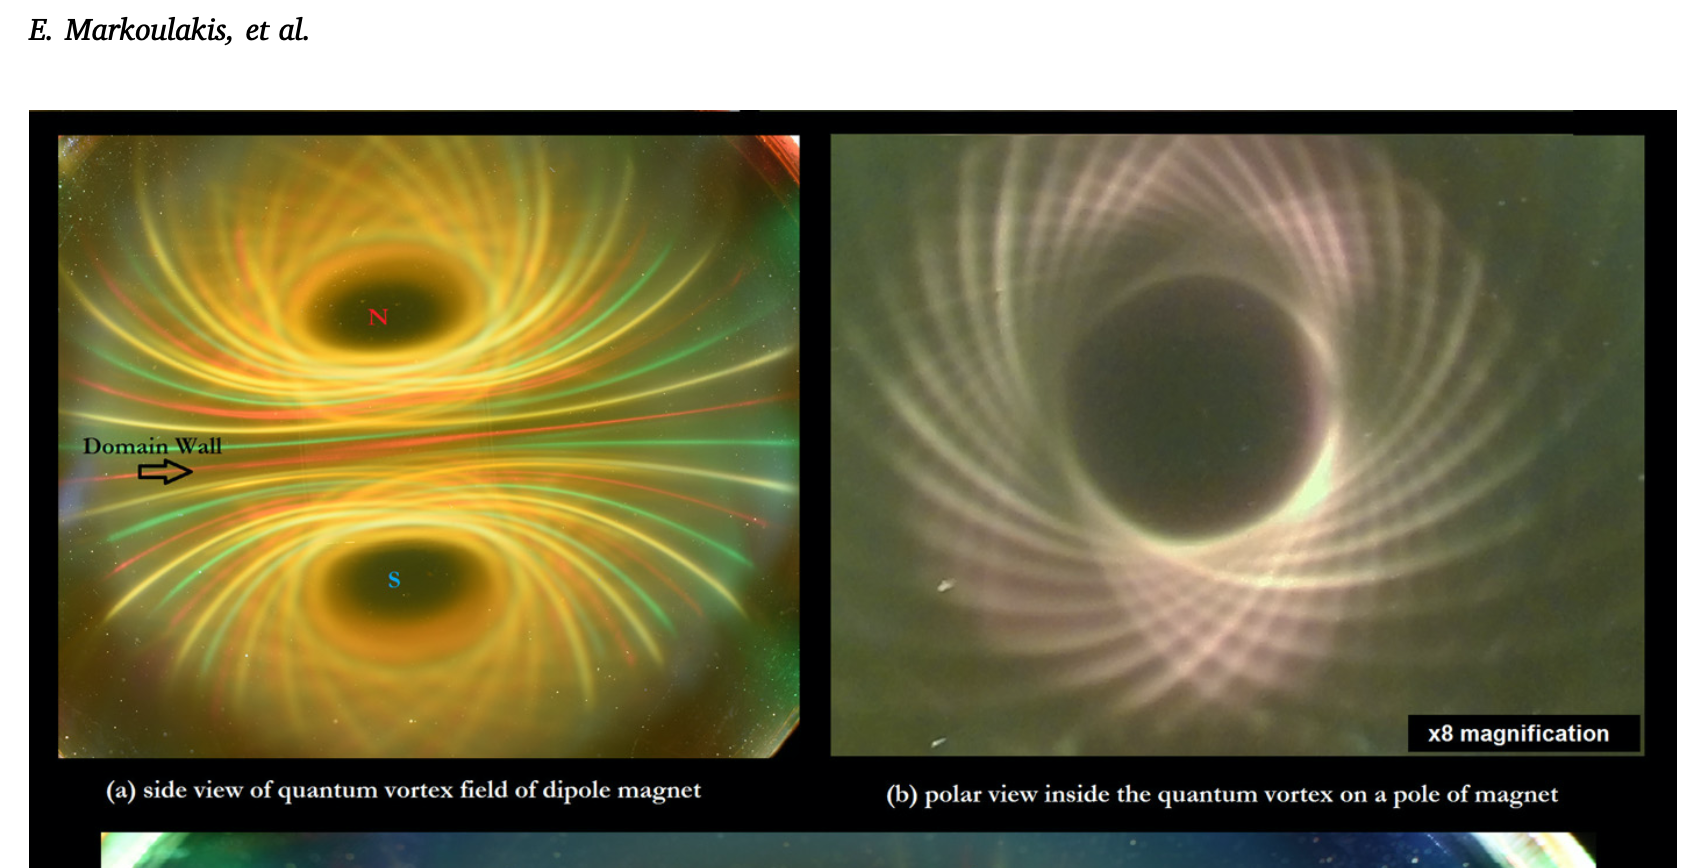 E. Markoulakis, et al.
N
Domain Wall
S
x8 magnification
(a) side view of quantum vortex field of dipole magnet
(b) polar view inside the quantum vortex on a pole of magnet